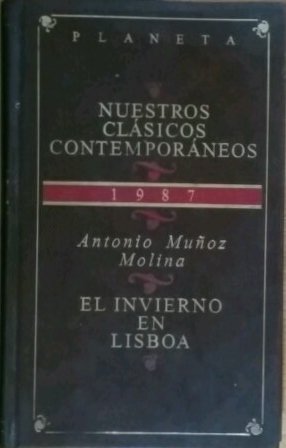 PLANETA
NUESTROS
CLÁSICOS
CONTEMPORÁNEOS
1987
Antonio Muñoz
Molina
EL INVIERNO
EN
LISBOA